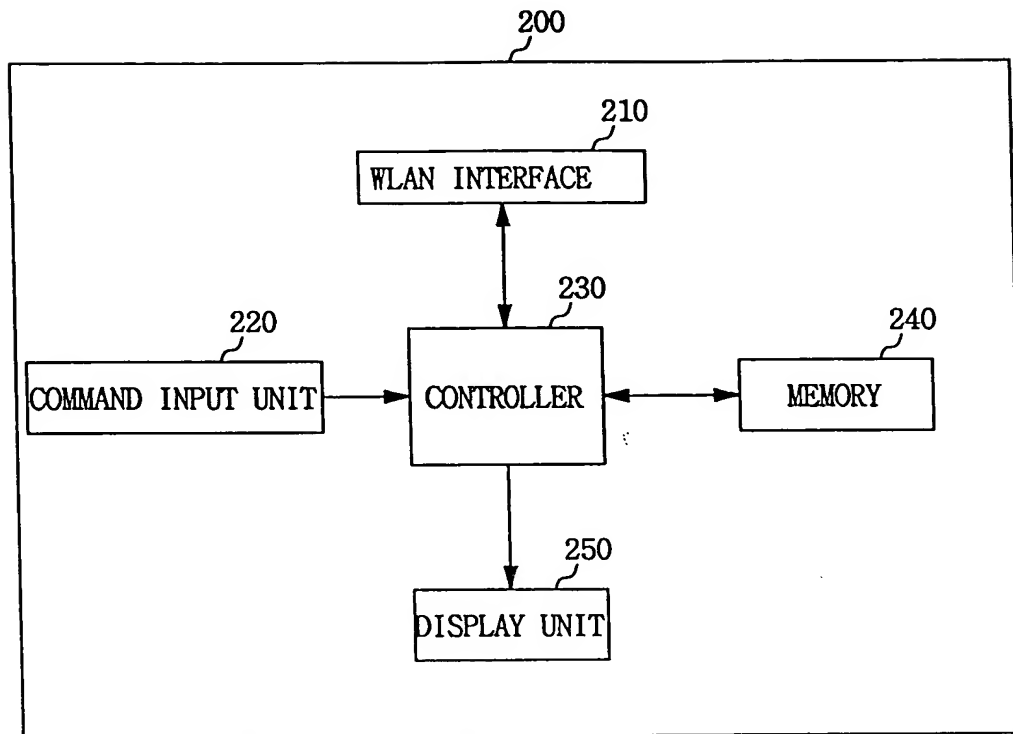 200
210
WLAN INTERFACE
230
220
240
COMMAND INPUT UNIT
CONTROLLER
MEMORY
250
DISPLAY UNIT